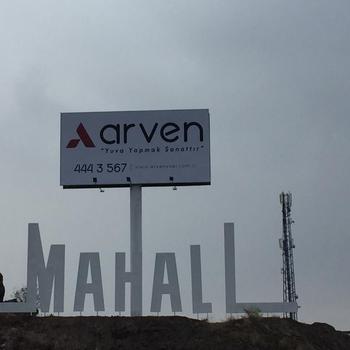 arven
"Yuva Yapmak Sanattır"
444 3 567
MAHALL